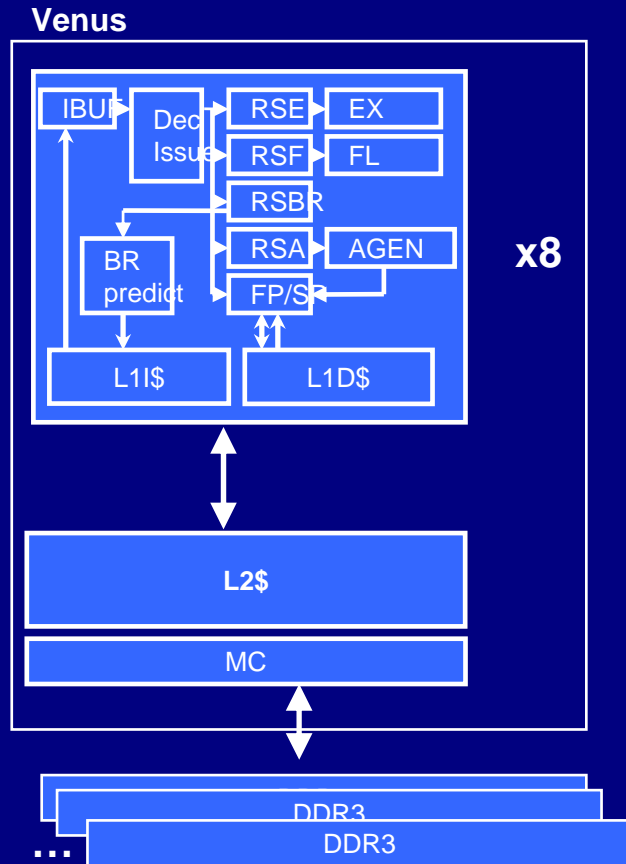 Venus
IBUF
Dec
Issue
RSE
EX
RSF
FL
RSBR
RSA
AGEN
BR
predict
FP/SP
x8
L1I$
L1D$
L2$
MC
DDR3
DDR3
...